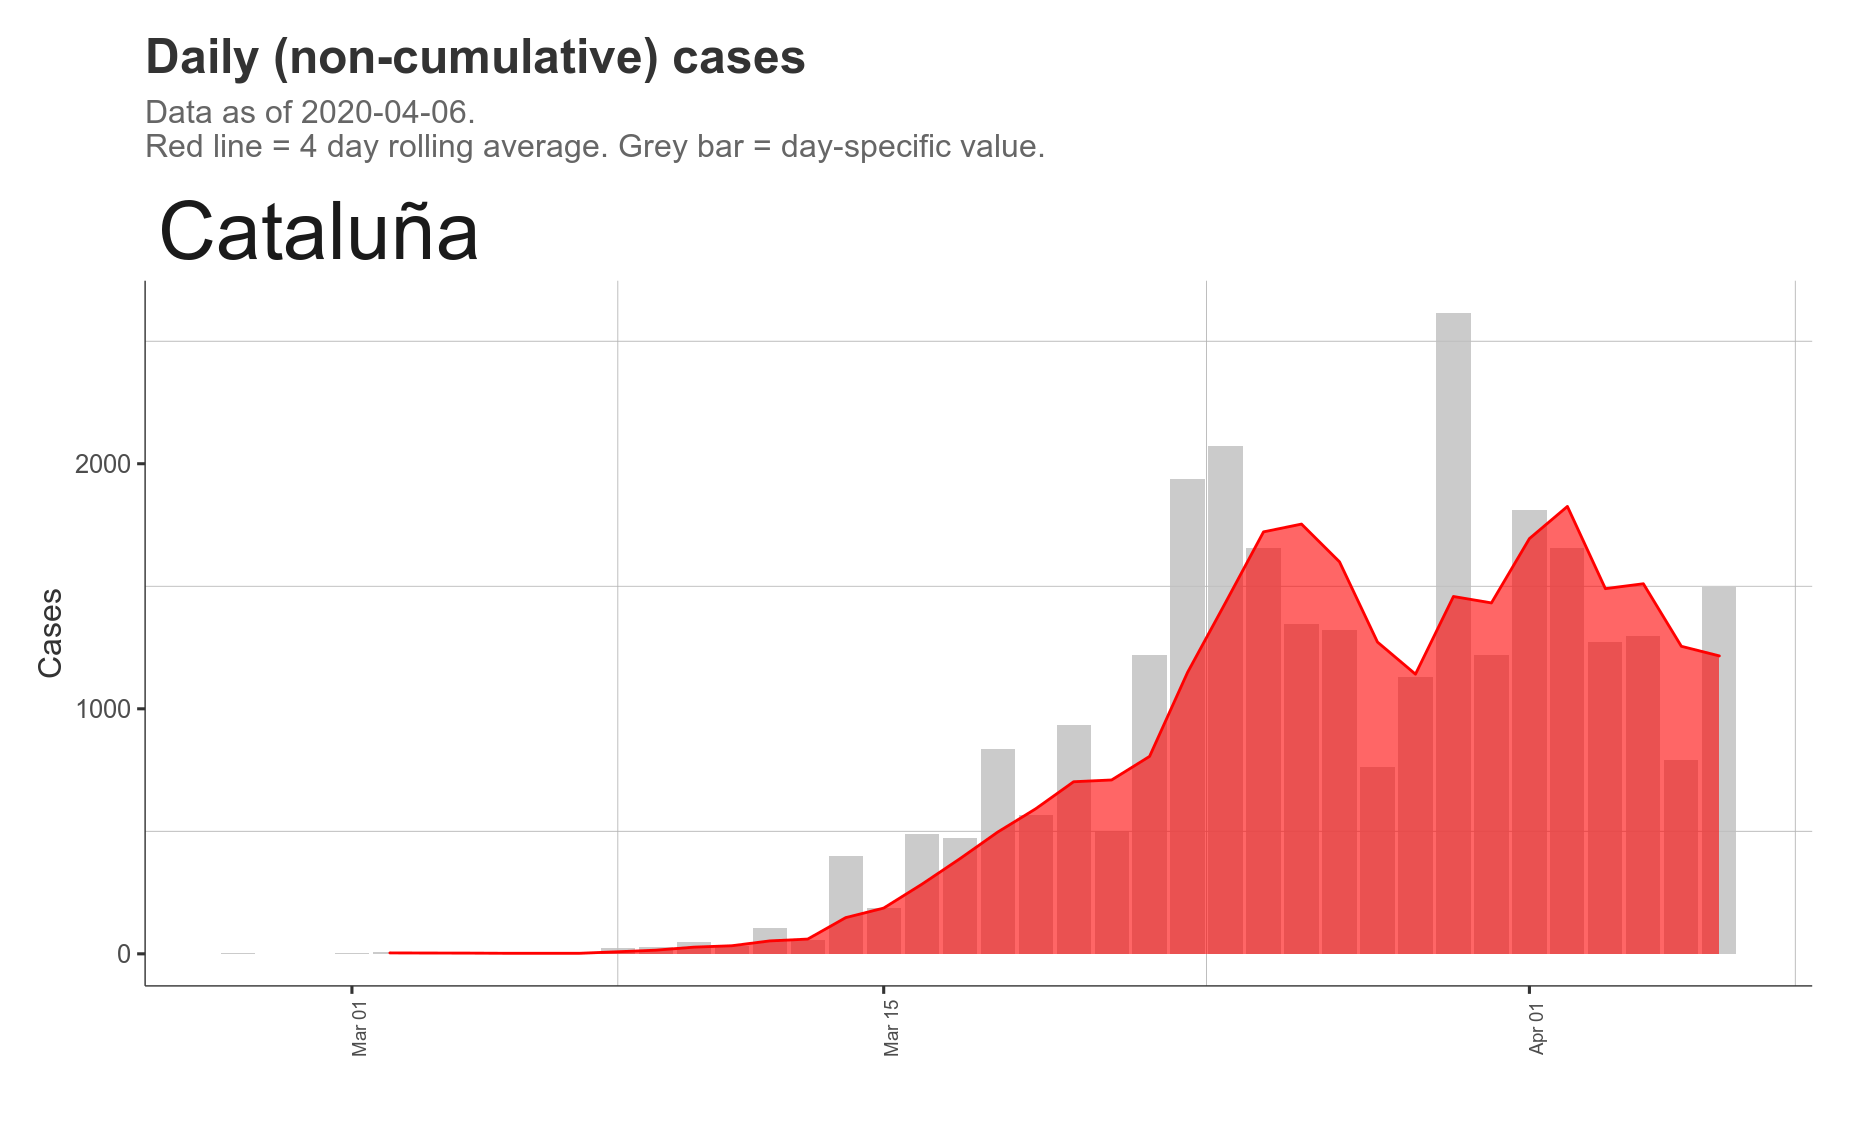 Daily (non-cumulative) cases
Data as of 2020-04-06.
Red line = 4 day rolling average. Grey bar = day-specific value.
Cataluña
Cases
2000
1000
0
Mar 01
Mar 15
Apr 01